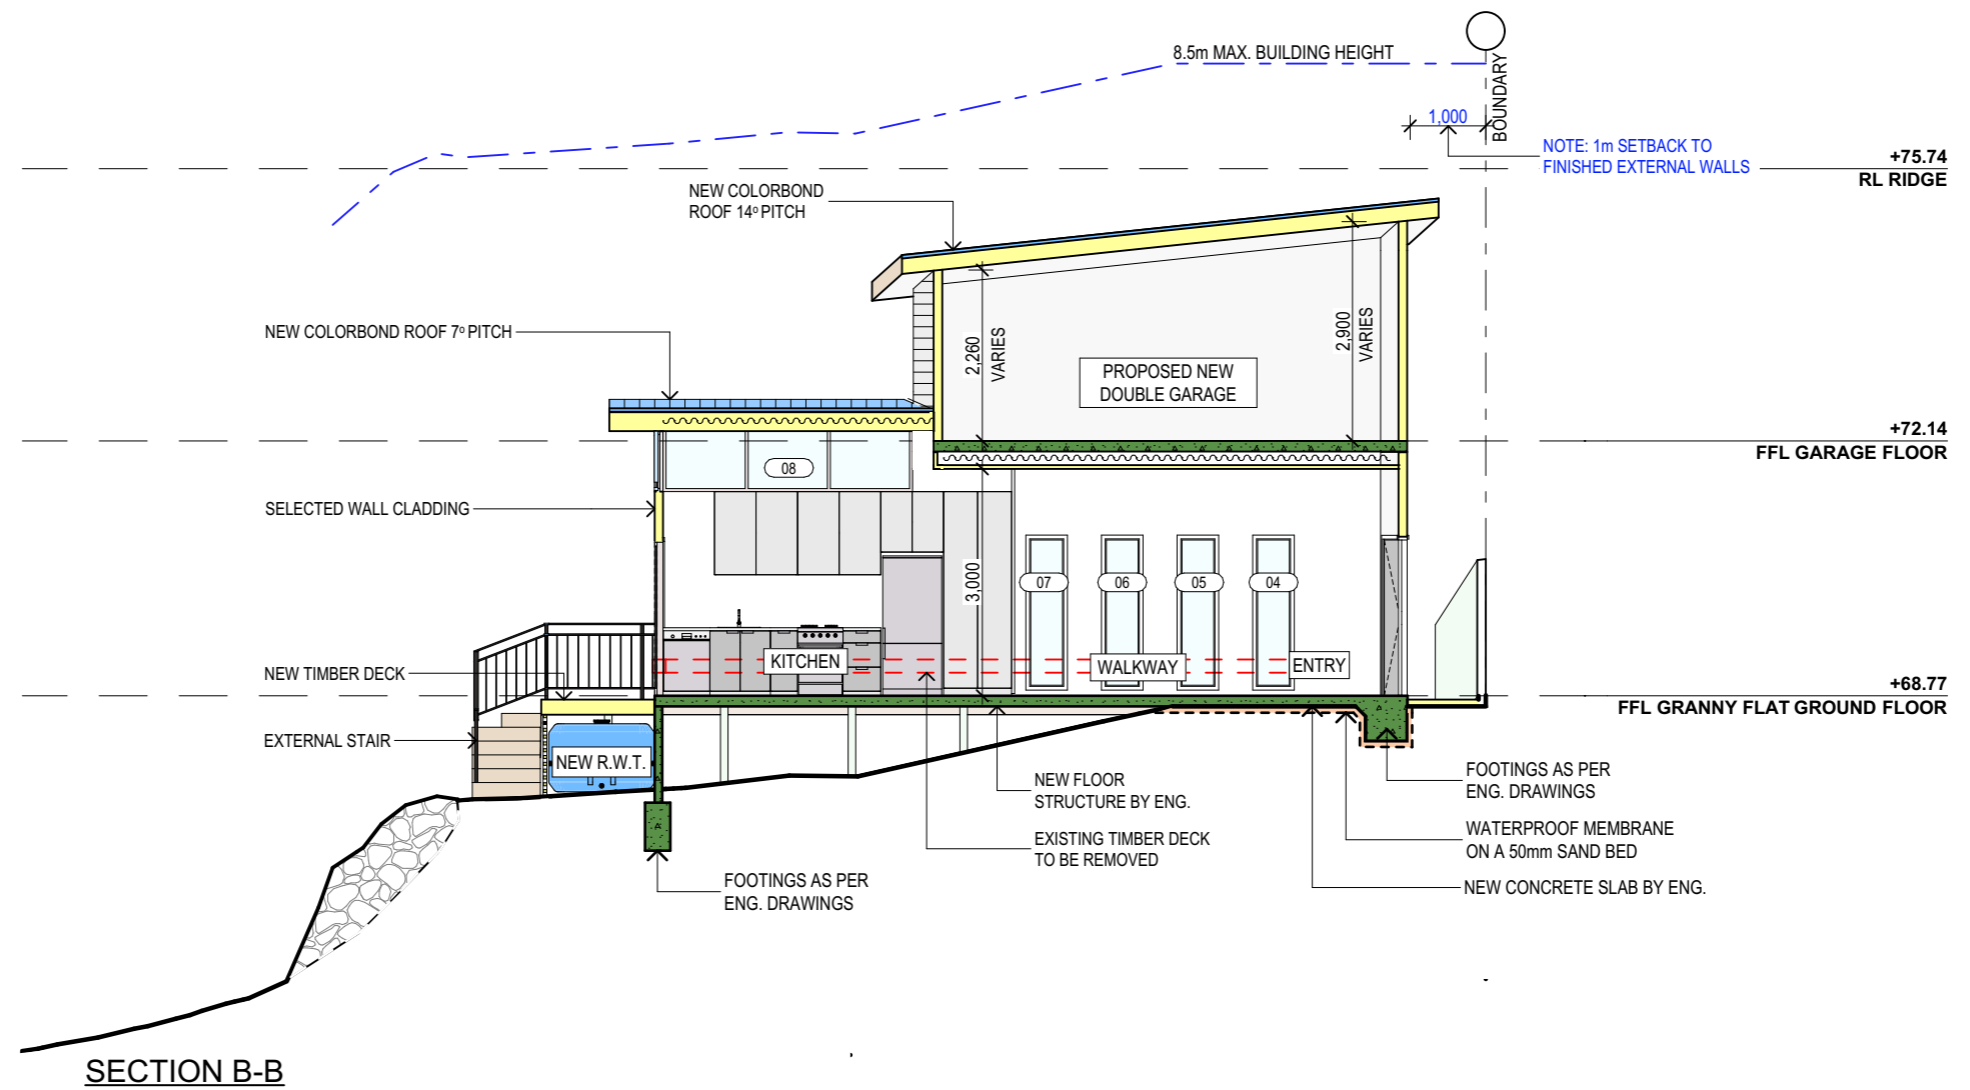 8.5m MAX. BUILDING HEIGHT
BOUNDARY
1,000
NOTE: 1m SETBACK TO
FINISHED EXTERNAL WALLS
+75.74
RL RIDGE
NEW COLORBOND
ROOF 14º PITCH
NEW COLORBOND ROOF 7º PITCH
2,260
VARIES
2,900
VARIES
PROPOSED NEW
DOUBLE GARAGE
+72.14
FFL GARAGE FLOOR
08
SELECTED WALL CLADDING
3,000
07
06
05
04
KITCHEN
WALKWAY
ENTRY
NEW TIMBER DECK
+68.77
FFL GRANNY FLAT GROUND FLOOR
EXTERNAL STAIR
NEW R.W.T.
NEW FLOOR
STRUCTURE BY ENG.
FOOTINGS AS PER
ENG. DRAWINGS
EXISTING TIMBER DECK
TO BE REMOVED
WATERPROOF MEMBRANE
ON A 50mm SAND BED
FOOTINGS AS PER
ENG. DRAWINGS
NEW CONCRETE SLAB BY ENG.
SECTION B-B